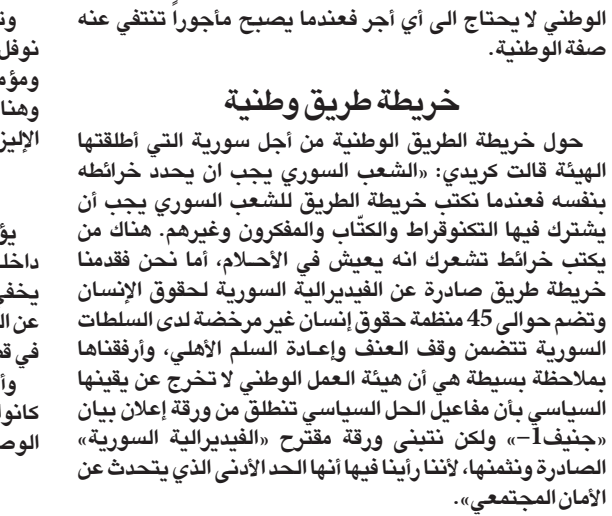 الوطني لا يحتاج الى أي أجر فعندما يصبح مأجوراً تنتفي عنه
صفة الوطنية.
خريطة طريق وطنية
حول خريطة الطريق الوطنية من أجل سورية التي أطلقتها
الهيئة قالت كريدي: «الشعب السوري يجب ان يحدد خرائطه
بنفسه فعندما نكتب خريطة الطريق للشعب السوري يجب أن
يشترك فيها التكنوقراط والكتّاب والمفكرون وغيرهم. هناك من
يكتب خرائط تشعرك انه يعيش في الأحــلام، أما نحن فقدمنا
خريطة طريق صادرة عن الفيديرالية السورية لحقوق الإنسان
وتضم حوالى 45 منظمة حقوق إنسان غير مرخصة لدى السلطات
السورية تتضمن وقف العنف وإعـادة السلم الأهلي، وأرفقناها
بملاحظة بسيطة هي أن هيئة العمل الوطني لا تخرج عن يقينها
السياسي بأن مفاعيل الحل السياسي تنطلق من ورقة إعلان بيان
«جنيف1–» ولكن نتبنى ورقة مقترح «الفيديرالية السورية»
الصادرة ونثمنها، لأننا رأينا فيها أنها الحد الأدنى الذي يتحدث عن
الأمان المجتمعي».
نوفل
ومؤم
وهنا
الإليز
يؤ
داخل
يخفي
عن ال
في ق
وأ
كانوا
الوص